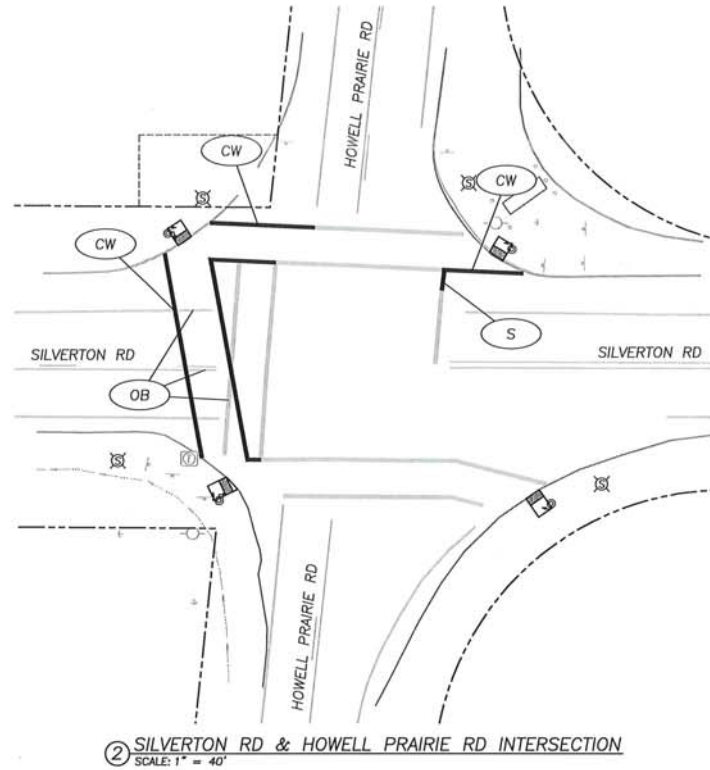 HOWELL PRAIRIE RD
CW
CW
CW
S
S
S
SILVERTON RD
SILVERTON RD
OB
S
S
HOWELL PRAIRIE RD
2 SILVERTON RD & HOWELL PRAIRIE RD INTERSECTION
SCALE: 1" = 40'